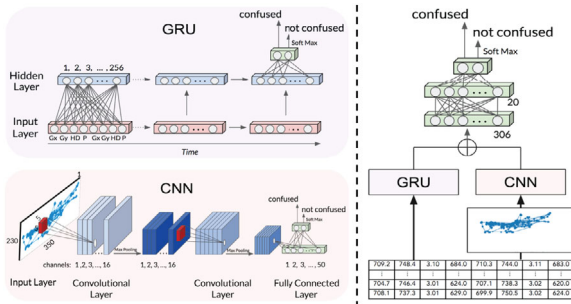 GRU
confused
not confused
Soft Max
1, 2, 3, ... , 256
Hidden
Layer
Input
Layer
Gx Gy HD P Gx Gy HD P
Time
CNN
confused
not confused
Soft Max
1
5
230
350
Max Pooling
Max Pooling
channels: 1,2, 3,..., 16
1,2, 3,..., 16
1 2, 3, ...,50
Input Layer
Convolutional
Layer
Convolutional
Layer
Fully Connected
Layer
confused
not confused
Soft Max
20
306
GRU
CNN
709.2 748.4 3.10 684.0 710.3 744.0 3.11 683.0
704.7 746.4 3.01 624.0 707.1 738.3 3.02 620.0
708.1 737.3 3.01 629.0 699.9 750.5 3.02 624.0